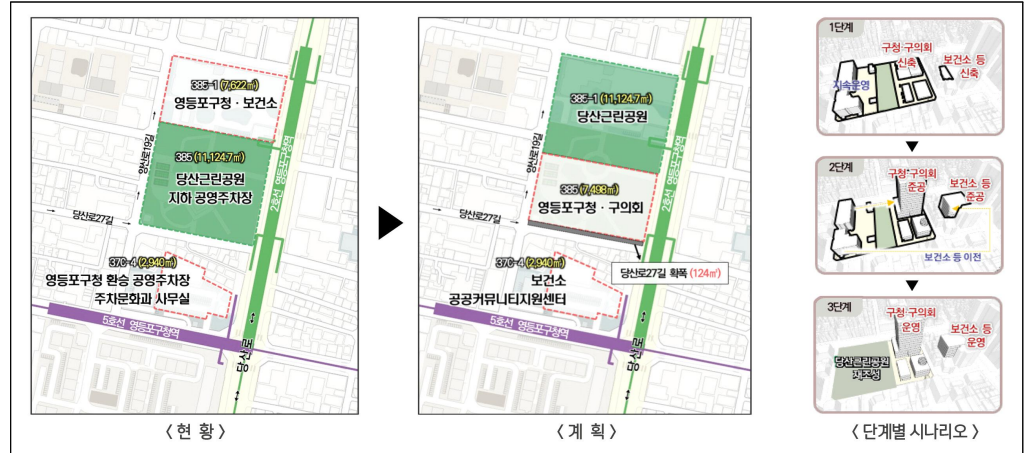 385-1 (7,622㎡)
영등포구청 · 보건소
양산로19길
385 (11,124.7㎡)
당산근린공원
지하 공영주차장
2호선 영등포구청역
당산로27길
370-4 (2,940㎡)
영등포구청 환승 공영주차장
주차문화과 사무실
5호선 영등포구청역
당산로
〈 현 황 〉
385-1 (11,124.7㎡)
당산근린공원
양산로19길
385 (7,498㎡)
영등포구청 · 구의회
2호선 영등포구청역
당산로27길
당산로27길 확폭 (124㎡)
370-4 (2,940㎡)
보건소
공공커뮤니티지원센터
5호선 영등포구청역
당산로
〈 계 획 〉
1단계
구청·구의회
신축
보건소 등
신축
지속운영
2단계
구청·구의회
준공
보건소 등
준공
보건소 등 이전
3단계
구청·구의회
운영
보건소 등
운영
당산근린공원
재조성
〈 단계별 시나리오 〉